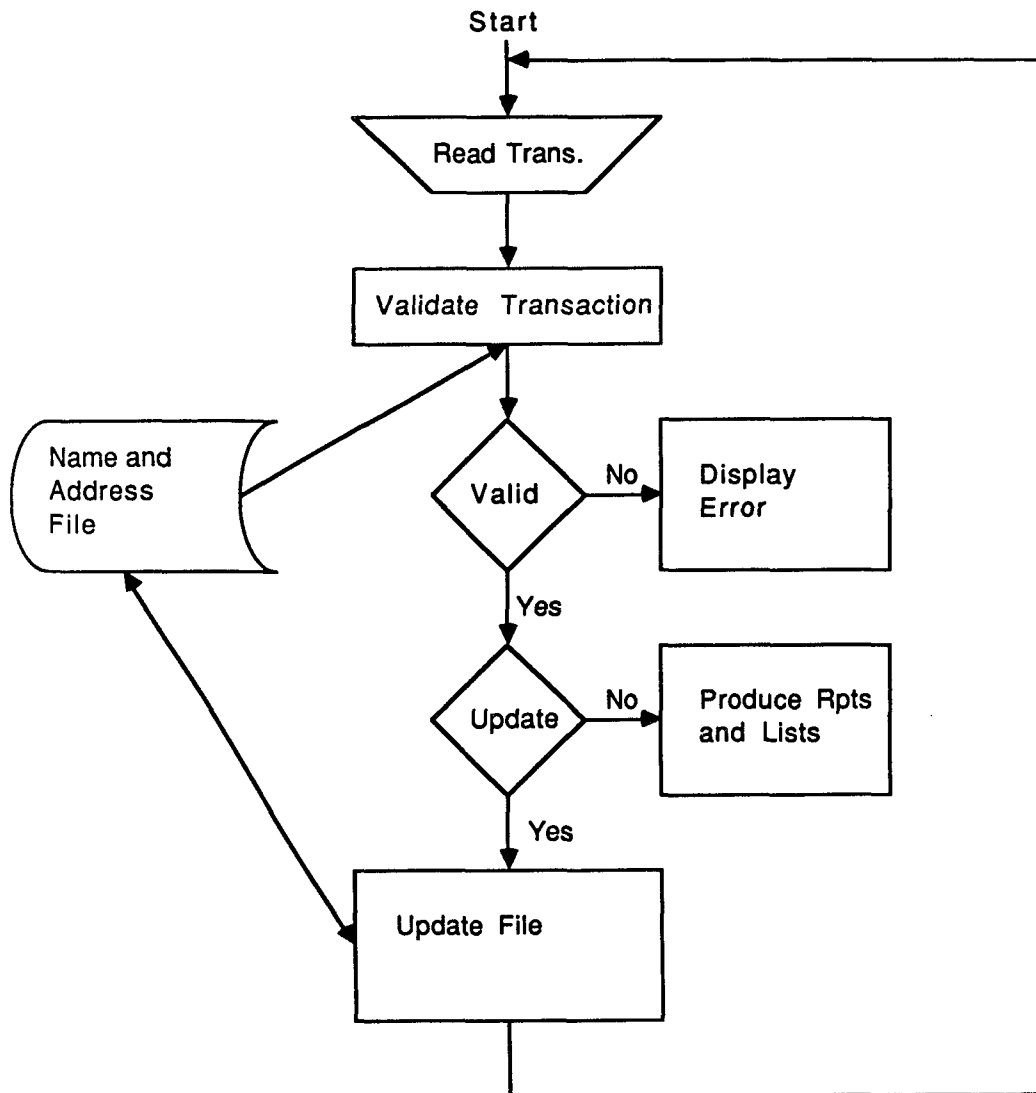 Start
Read Trans.
Validate Transaction
Name and
Address
File
Valid
No
Display
Error
Yes
Update
No
Produce Rpts
and Lists
Yes
Update File